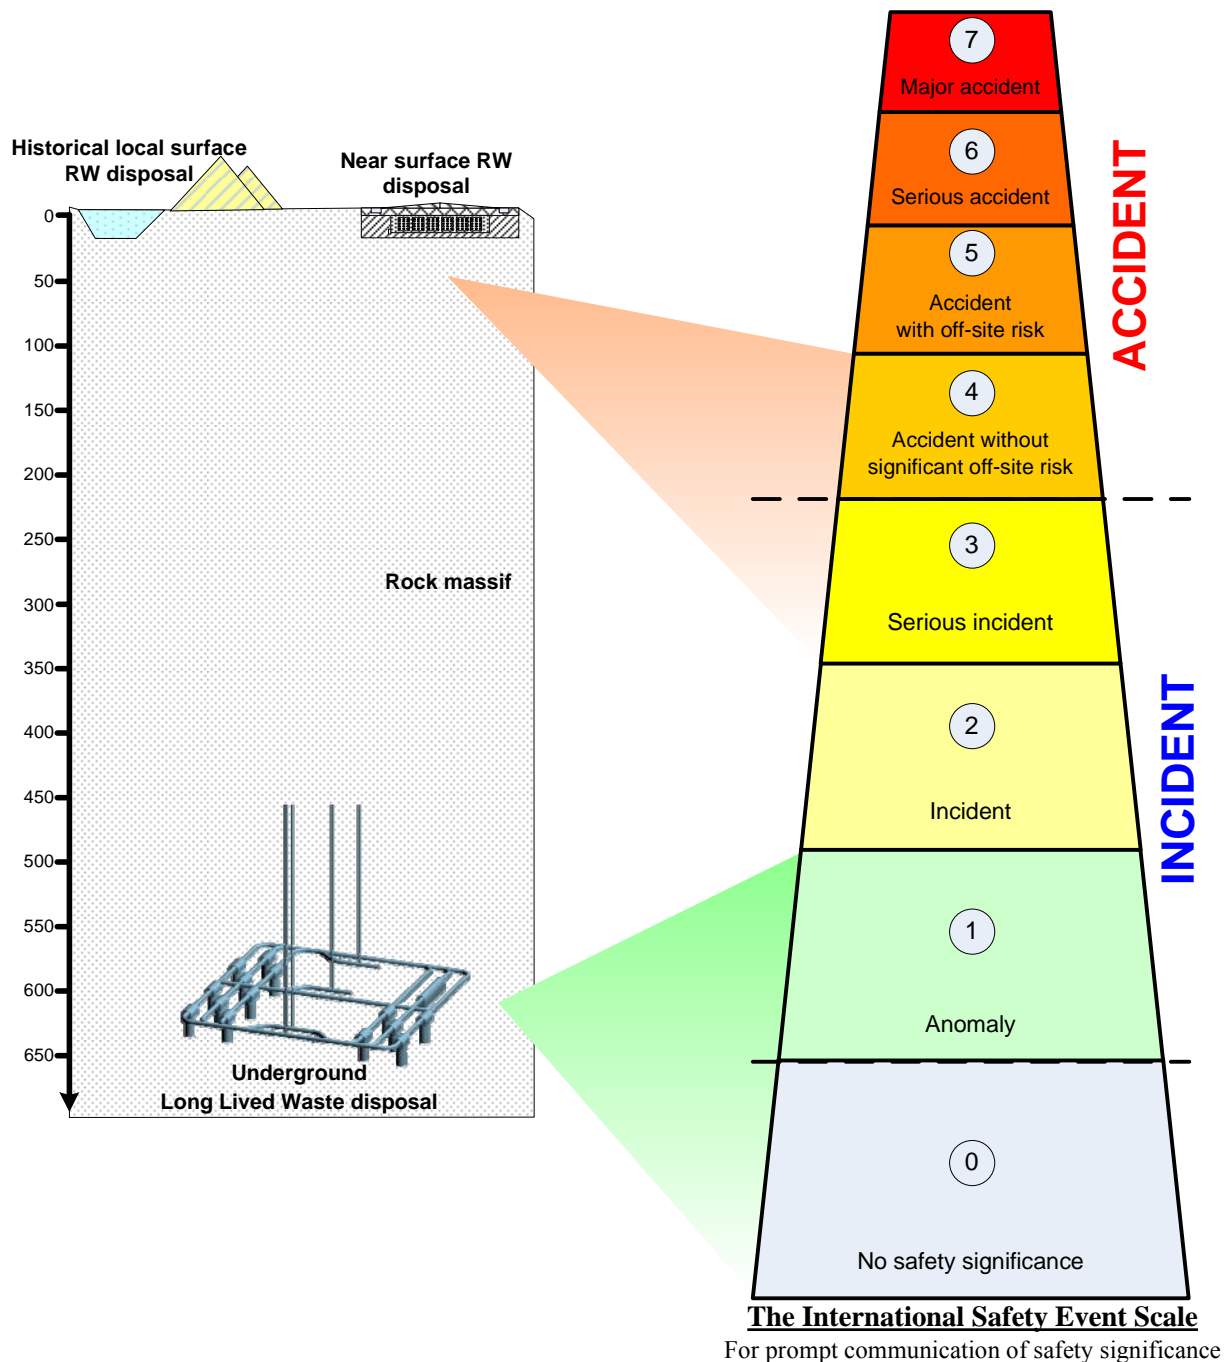 Historical local surface
RW disposal
Near surface RW
disposal
0
50
100
150
200
250
300
350
400
450
500
550
600
650
Rock massif
Underground
Long Lived Waste disposal
7
Major accident
6
Serious accident
5
Accident
with off-site risk
4
Accident without
significant off-site risk
3
Serious incident
2
Incident
1
Anomaly
0
No safety significance
ACCIDENT
INCIDENT
The International Safety Event Scale
For prompt communication of safety significance